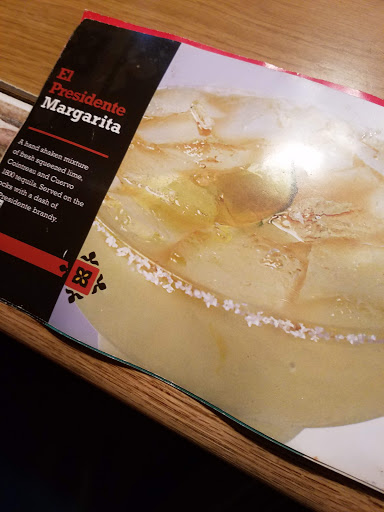 El
Presidente
Margarita
A hand shaken mixture
of fresh squeezed lime,
Cointreau and Cuervo
1800 tequila. Served on the
rocks with a dash of
Presidente brandy.